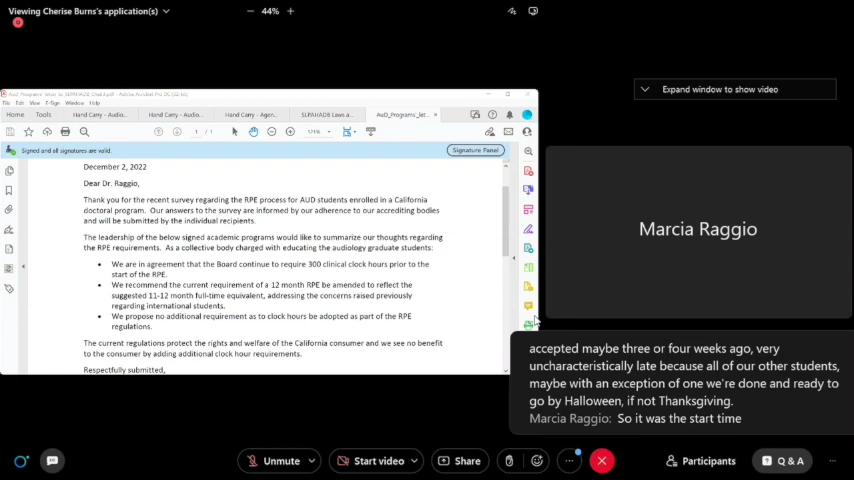 Viewing Cherise Burns's application(s)
44%
Expand window to show video
File Edit View E-Sign Window Help
Home Tools Hand Carry - Audio... Hand Carry - Audio... Hand Carry - Agen... SLPAHADB Laws a... AuD_Programs'_let... ×
1 / 1 121%
Signed and all signatures are valid. Signature Panel
December 2, 2022
Dear Dr. Raggio,
Thank you for the recent survey regarding the RPE process for AUD students enrolled in a California
doctoral program. Our answers to the survey are informed by our adherence to our accrediting bodies
and will be submitted by the individual recipients.
The leadership of the below signed academic programs would like to summarize our thoughts regarding
the RPE requirements. As a collective body charged with educating the audiology graduate students:
• We are in agreement that the Board continue to require 300 clinical clock hours prior to the
start of the RPE.
• We recommend the current requirement of a 12 month RPE be amended to reflect the
suggested 11-12 month full-time equivalent, addressing the concerns raised previously
regarding international students.
• We propose no additional requirement as to clock hours be adopted as part of the RPE
regulations.
The current regulations protect the rights and welfare of the California consumer and we see no benefit
to the consumer by adding additional clock hour requirements.
Respectfully submitted,
Marcia Raggio
accepted maybe three or four weeks ago, very
uncharacteristically late because all of our other students,
maybe with an exception of one we're done and ready to
go by Halloween, if not Thanksgiving.
Marcia Raggio: So it was the start time
Unmute Start video Share Participants Q & A